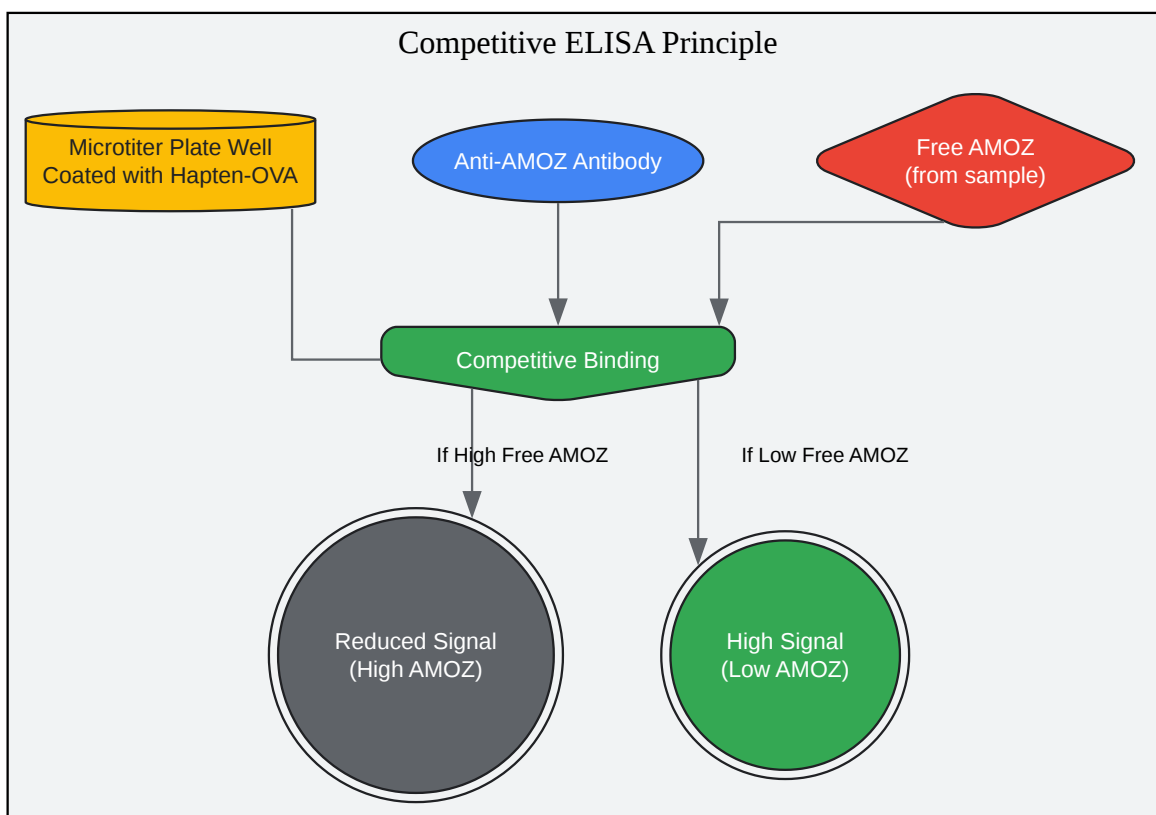 Competitive ELISA Principle
Microtiter Plate Well
Coated with Hapten-OVA
Anti-AMOZ Antibody
Free AMOZ
(from sample)
Competitive Binding
If High Free AMOZ
If Low Free AMOZ
Reduced Signal
(High AMOZ)
High Signal
(Low AMOZ)